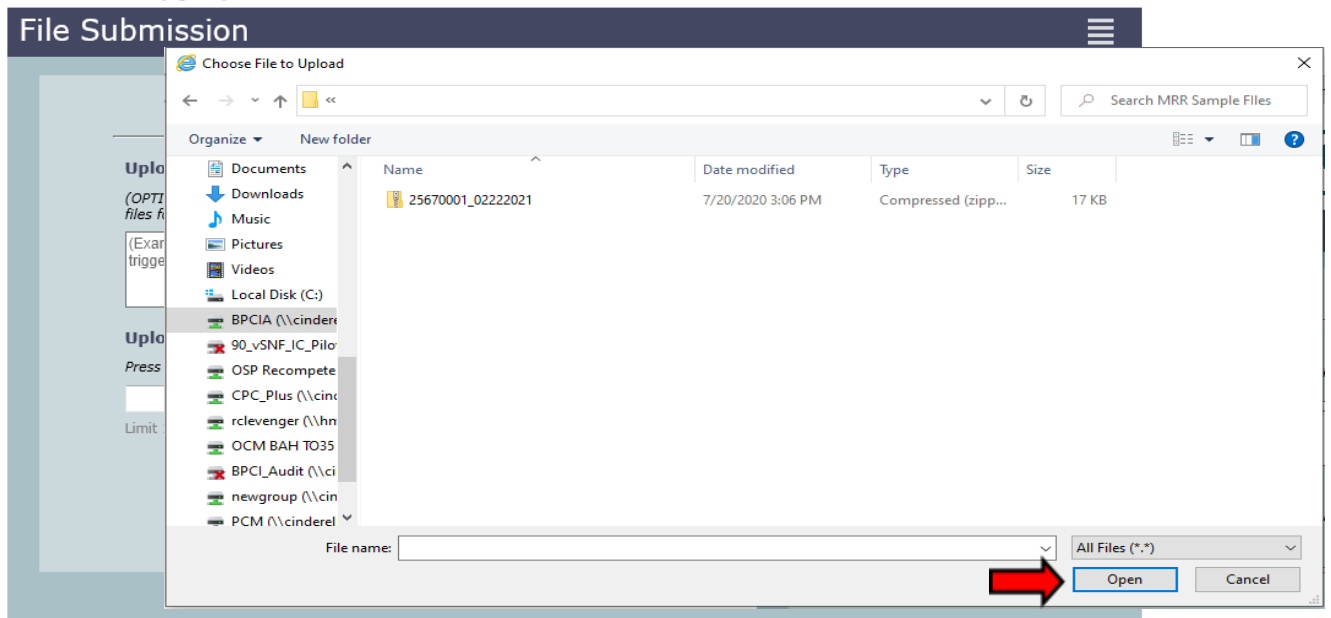 File Submission
Choose File to Upload
«
Search MRR Sample FIles
Organize
New folder
Uplo
(OPTI
files f
(Exar
trigge
Uplo
Press
Limit
Documents
Downloads
Music
Pictures
Videos
Local Disk (C:)
BPCIA (\\cindere
90_vSNF_IC_Pilo
OSP Recompete
CPC_Plus (\\cin
rclevenger (\\hm
OCM BAH TO35
BPCI_Audit (\\ci
newgroup (\\cin
PCM (\\cinderel
Name Date modified Type Size
25670001_02222021 7/20/2020 3:06 PM Compressed (zipp... 17 KB
File name:
All Files (*.*)
Open Cancel